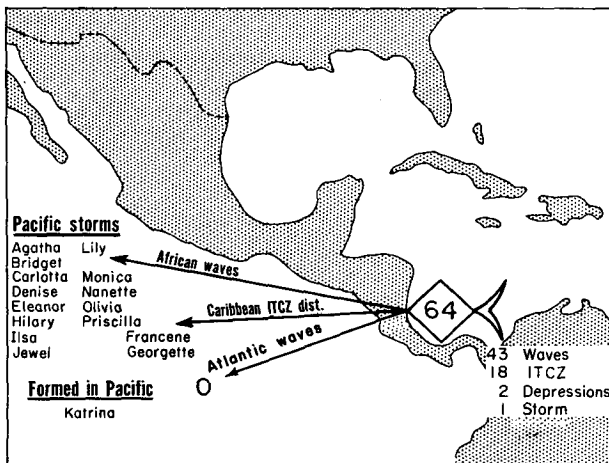 Pacific storms
Agatha Lily
Bridget
Carlotta Monica
Denise Nanette
Eleanor Olivia
Hilary Priscilla
Ilsa Francene
Jewel Georgette
African waves
Caribbean ITCZ dist.
Atlantic waves
O
Formed in Pacific
Katrina
64
43 Waves
18 ITCZ
2 Depressions
1 Storm